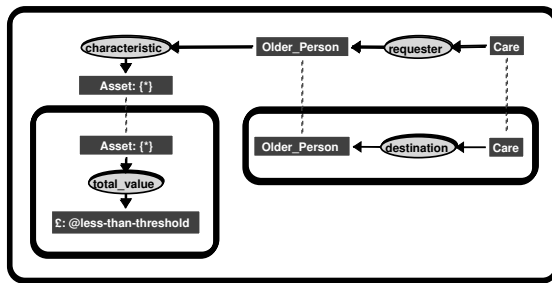 characteristic Older_Person requester Care
Asset: {*}
Asset: {*} Older_Person destination Care
total_value
£: @less-than-threshold